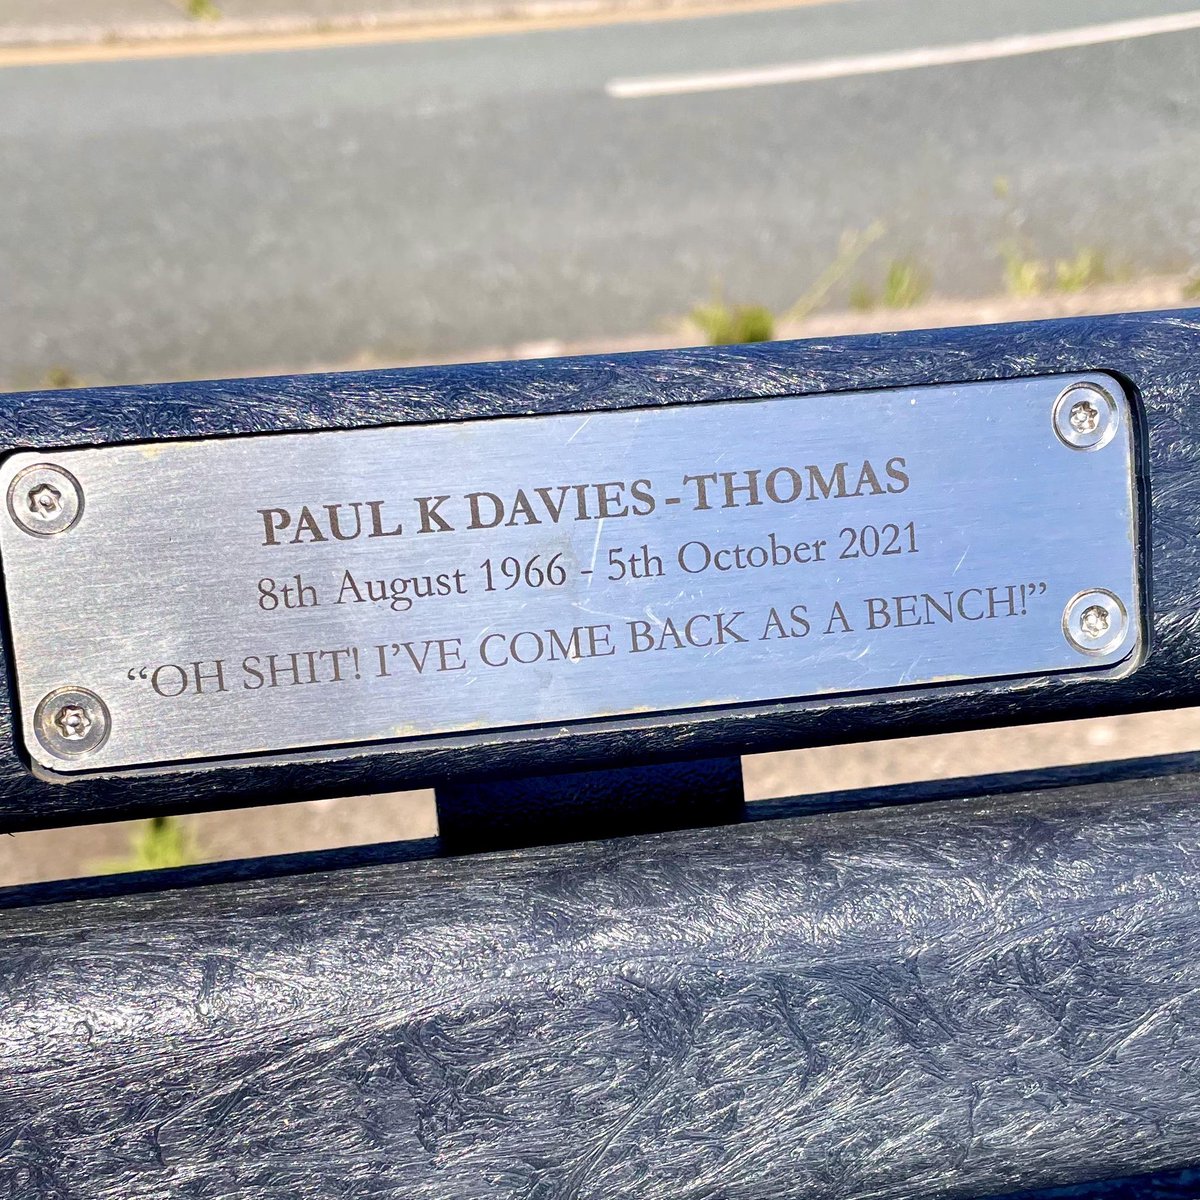 PAUL K DAVIES-THOMAS
8th August 1966 - 5th October 2021
“OH SHIT! I’VE COME BACK AS A BENCH!”